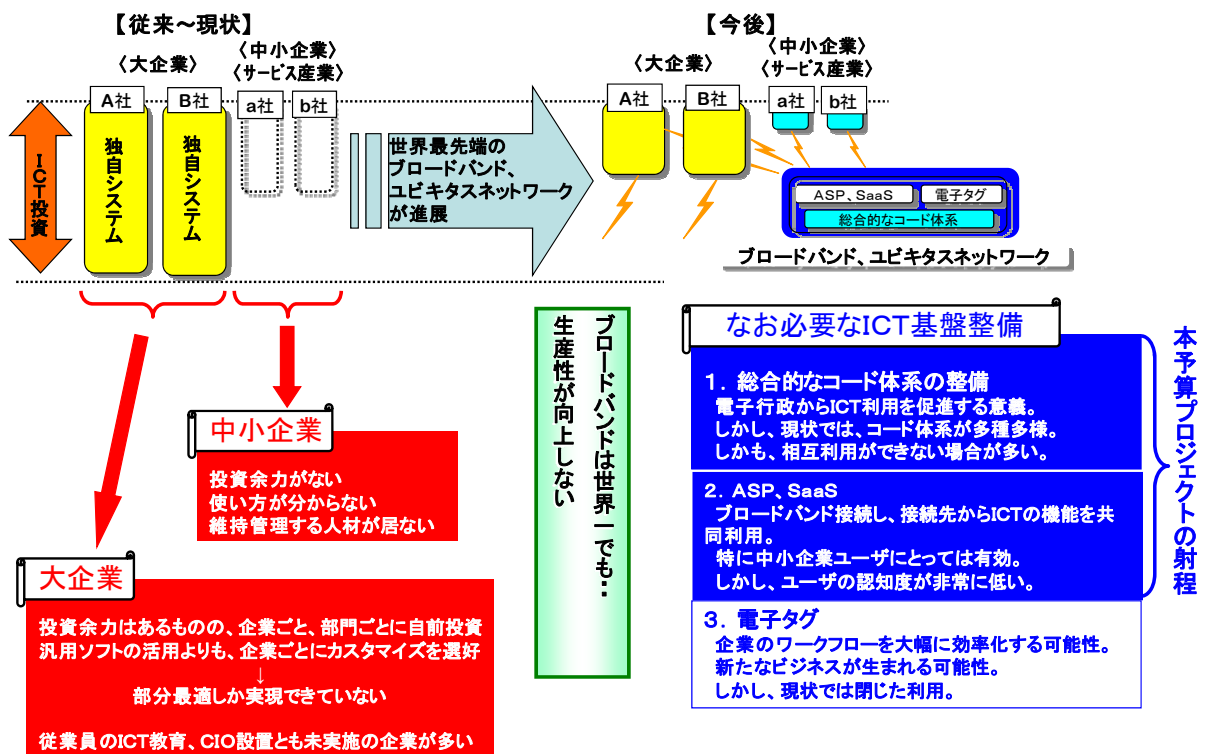 【従来～現状】
〈大企業〉
〈中小企業〉
〈サービス産業〉
A社
B社
a社
b社
ICT投資
独自システム
独自システム
世界最先端の
ブロードバンド、
ユビキタスネットワーク
が進展
【今後】
〈大企業〉
〈中小企業〉
〈サービス産業〉
A社
B社
a社
b社
ASP、SaaS
電子タグ
総合的なコード体系
ブロードバンド、ユビキタスネットワーク
中小企業
投資余力がない
使い方が分からない
維持管理する人材が居ない
大企業
投資余力はあるものの、企業ごと、部門ごとに自前投資
汎用ソフトの活用よりも、企業ごとにカスタマイズを選好
↓
部分最適しか実現できていない
従業員のICT教育、CIO設置とも未実施の企業が多い
ブロードバンドは世界一でも・・
生産性が向上しない
なお必要なICT基盤整備
１．総合的なコード体系の整備
電子行政からICT利用を促進する意義。
しかし、現状では、コード体系が多種多様。
しかも、相互利用ができない場合が多い。
２．ASP、SaaS
ブロードバンド接続し、接続先からICTの機能を共
同利用。
特に中小企業ユーザにとっては有効。
しかし、ユーザの認知度が非常に低い。
３．電子タグ
企業のワークフローを大幅に効率化する可能性。
新たなビジネスが生まれる可能性。
しかし、現状では閉じた利用。
本予算プロジェクトの射程